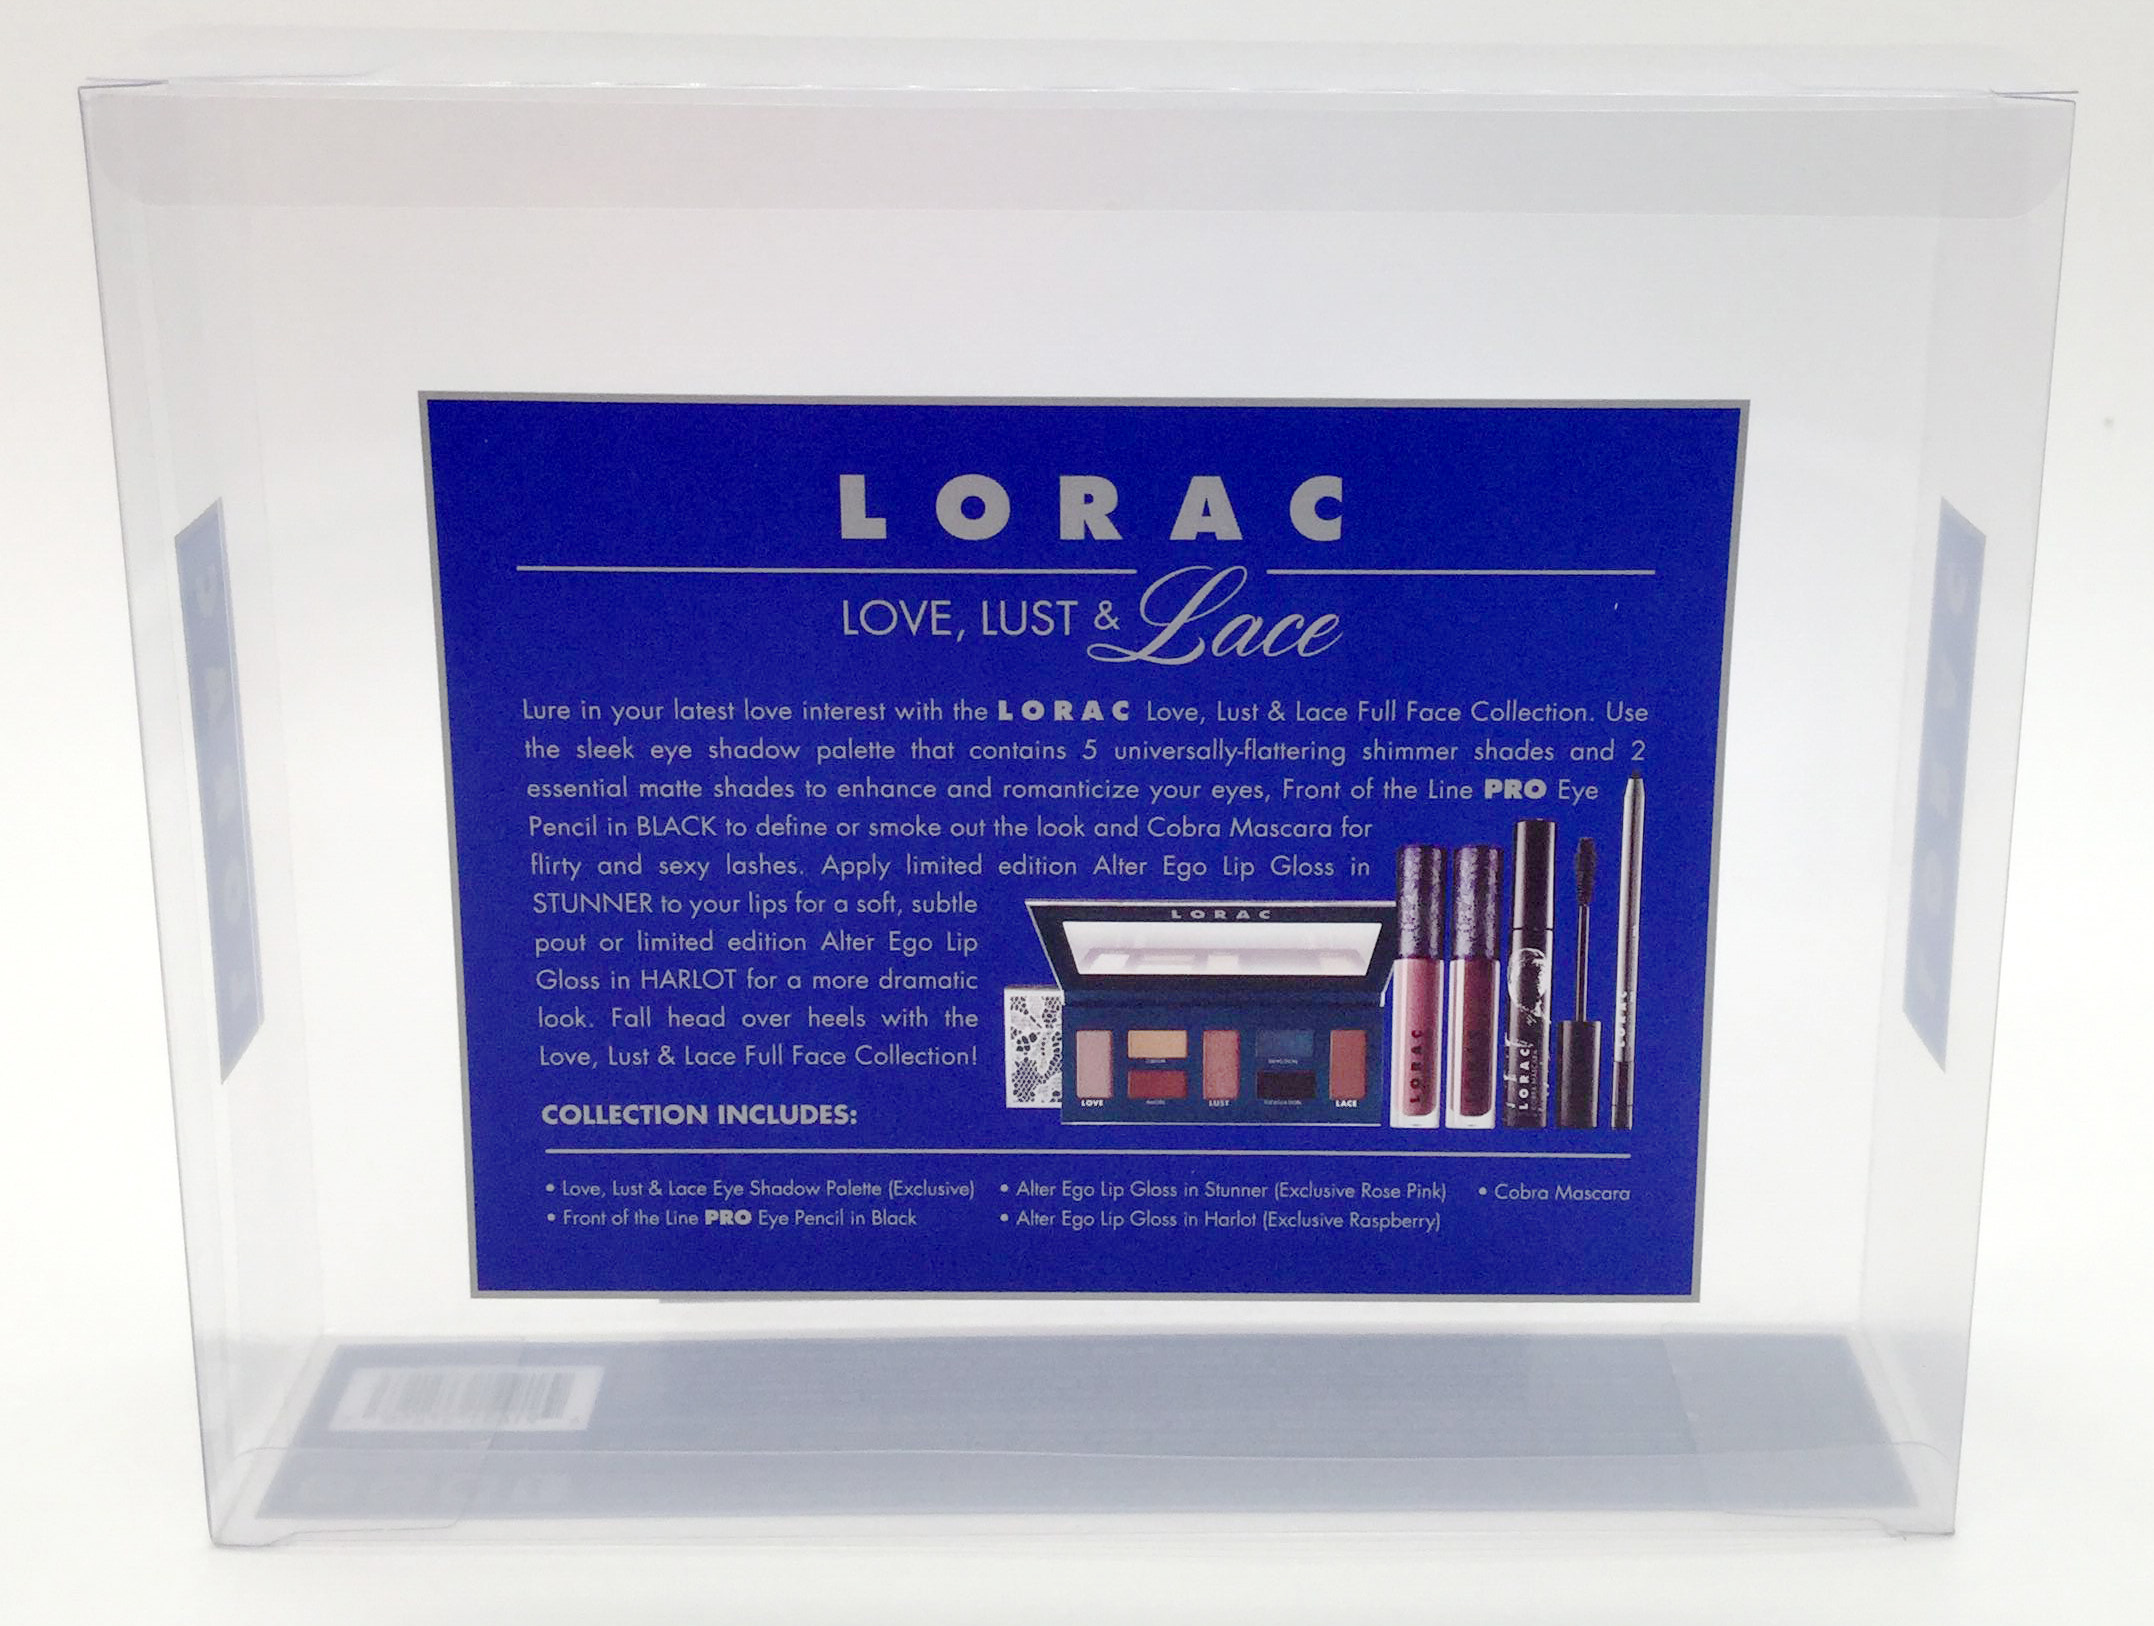 LORAC
LOVE, LUST & Lace
Lure in your latest love interest with the LORAC Love, Lust & Lace Full Face Collection. Use
the sleek eye shadow palette that contains 5 universally-flattering shimmer shades and 2
essential matte shades to enhance and romanticize your eyes, Front of the Line PRO Eye
Pencil in BLACK to define or smoke out the look and Cobra Mascara for
flirty and sexy lashes. Apply limited edition Alter Ego Lip Gloss in
STUNNER to your lips for a soft, subtle
pout or limited edition Alter Ego Lip
Gloss in HARLOT for a more dramatic
look. Fall head over heels with the
Love, Lust & Lace Full Face Collection!
LORAC
LOVE
LUST
LACE
LORAC
LORAC
LORAC
LORAC
COLLECTION INCLUDES:
• Love, Lust & Lace Eye Shadow Palette (Exclusive) • Alter Ego Lip Gloss in Stunner (Exclusive Rose Pink) • Cobra Mascara
• Front of the Line PRO Eye Pencil in Black • Alter Ego Lip Gloss in Harlot (Exclusive Raspberry)